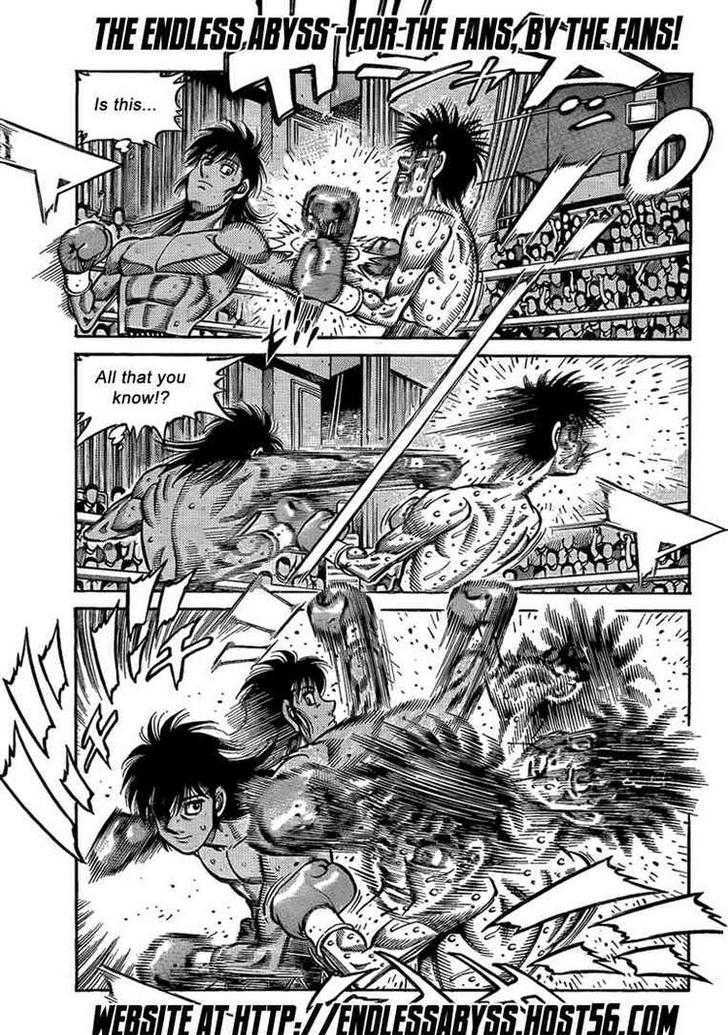 THE ENDLESS ABYSS - FOR THE FANS, BY THE FANS!
Is this...
All that you
know!?
WEBSITE AT HTTP://ENDLESSABYSS.HOST56.COM